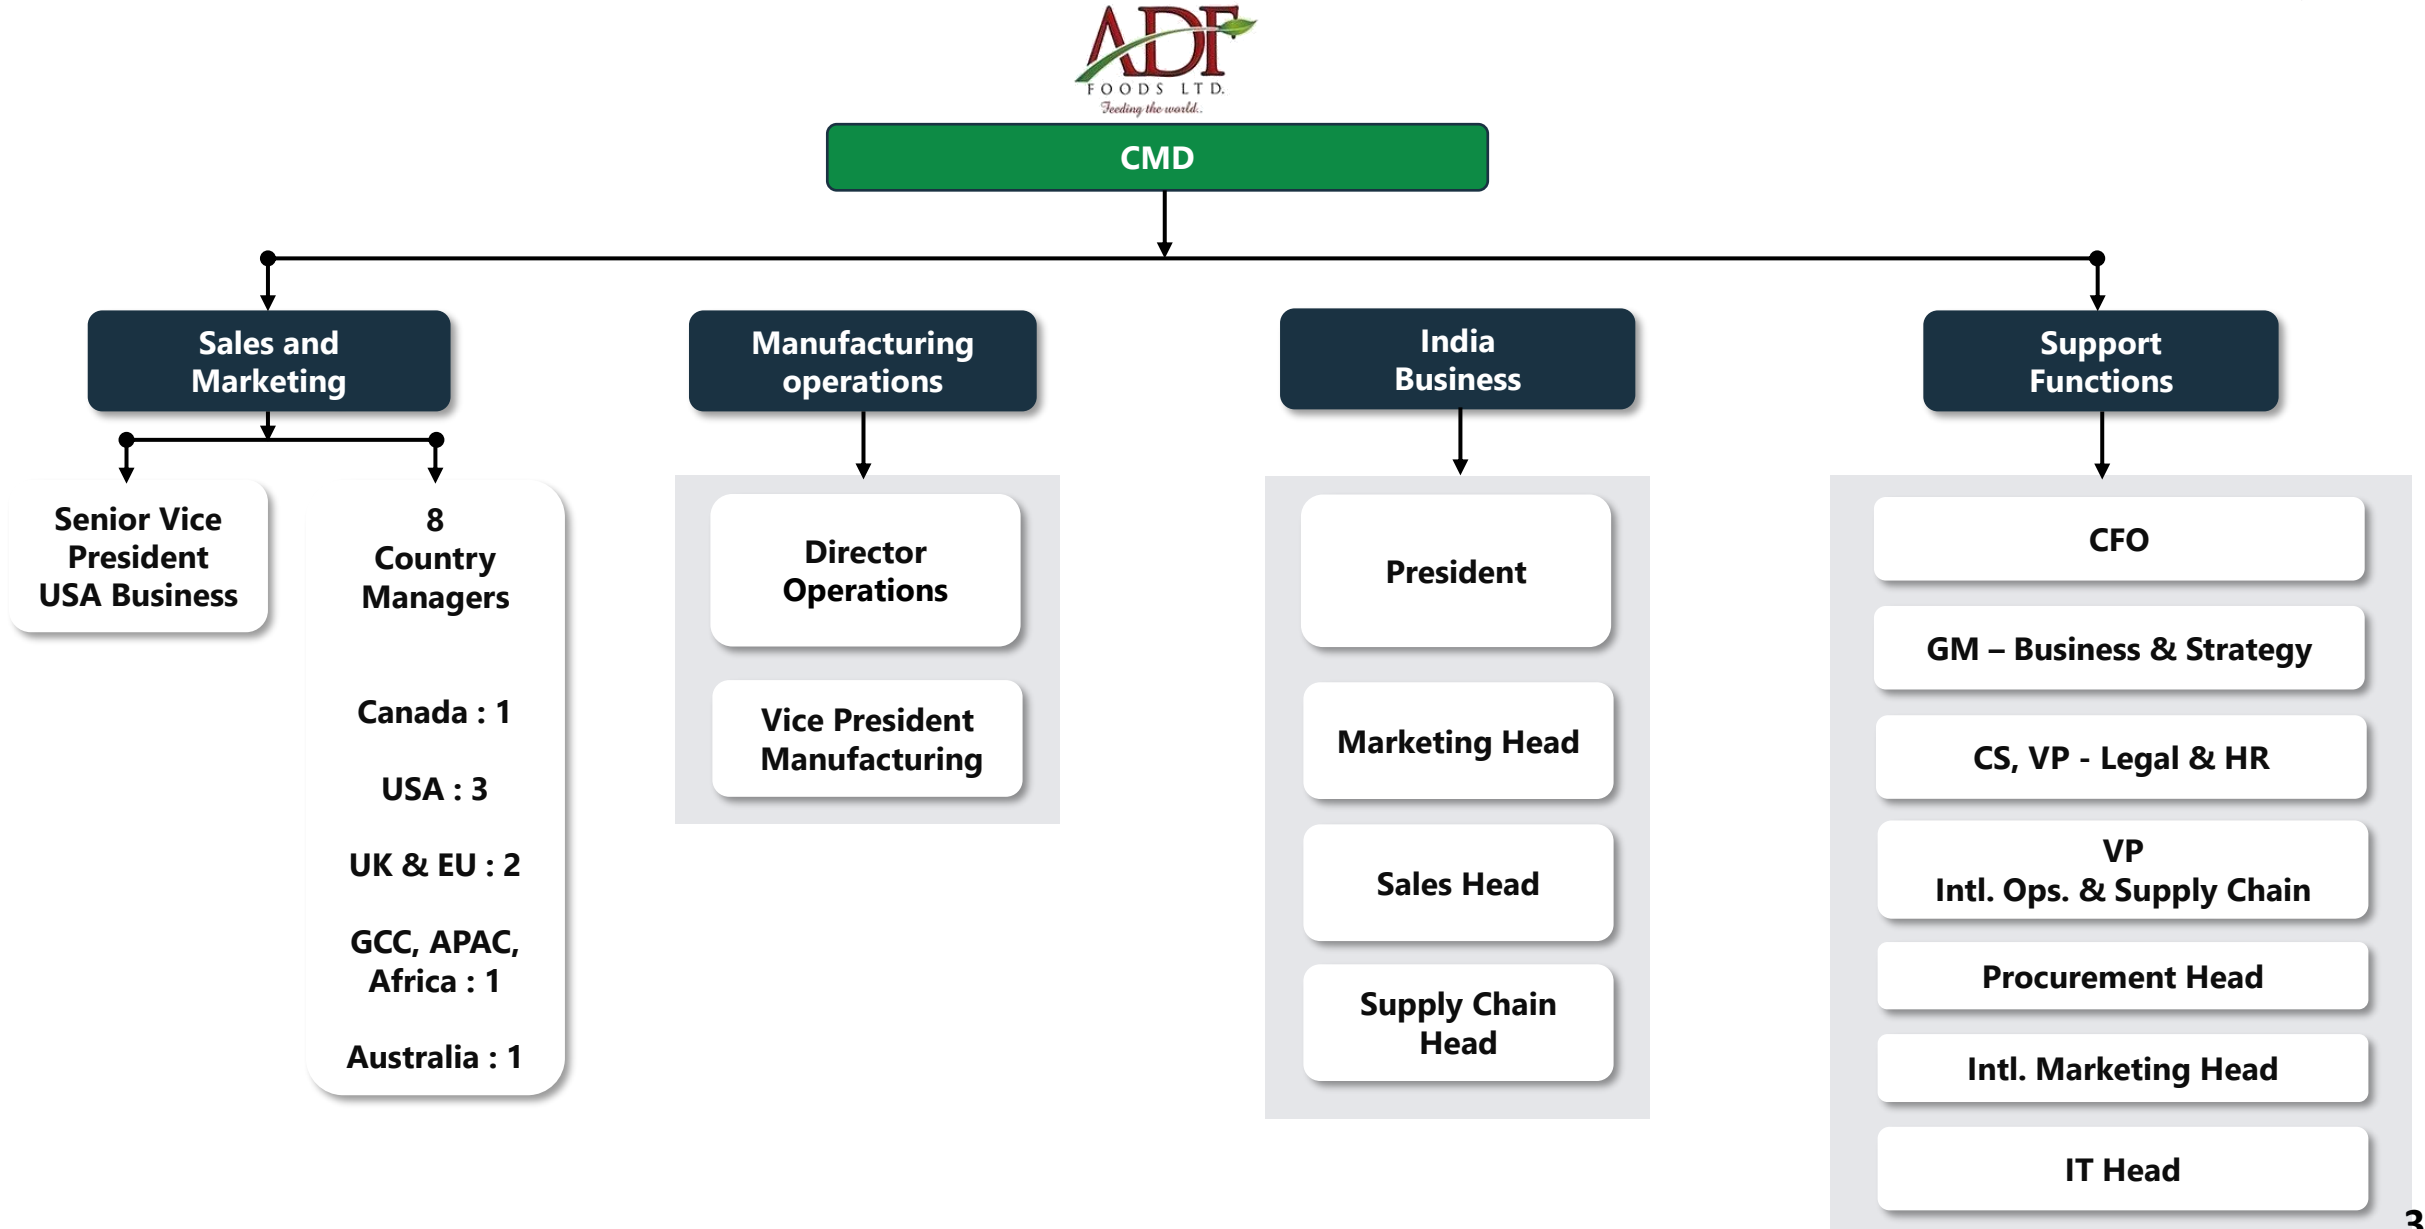 ADF
FOODS LTD.
Feeding the world..
CMD
Sales and
Marketing
Manufacturing
operations
India
Business
Support
Functions
Senior Vice
President
USA Business
8
Country
Managers
Canada : 1
USA : 3
UK & EU : 2
GCC, APAC,
Africa : 1
Australia : 1
Director
Operations
Vice President
Manufacturing
President
Marketing Head
Sales Head
Supply Chain
Head
CFO
GM – Business & Strategy
CS, VP - Legal & HR
VP
Intl. Ops. & Supply Chain
Procurement Head
Intl. Marketing Head
IT Head
3